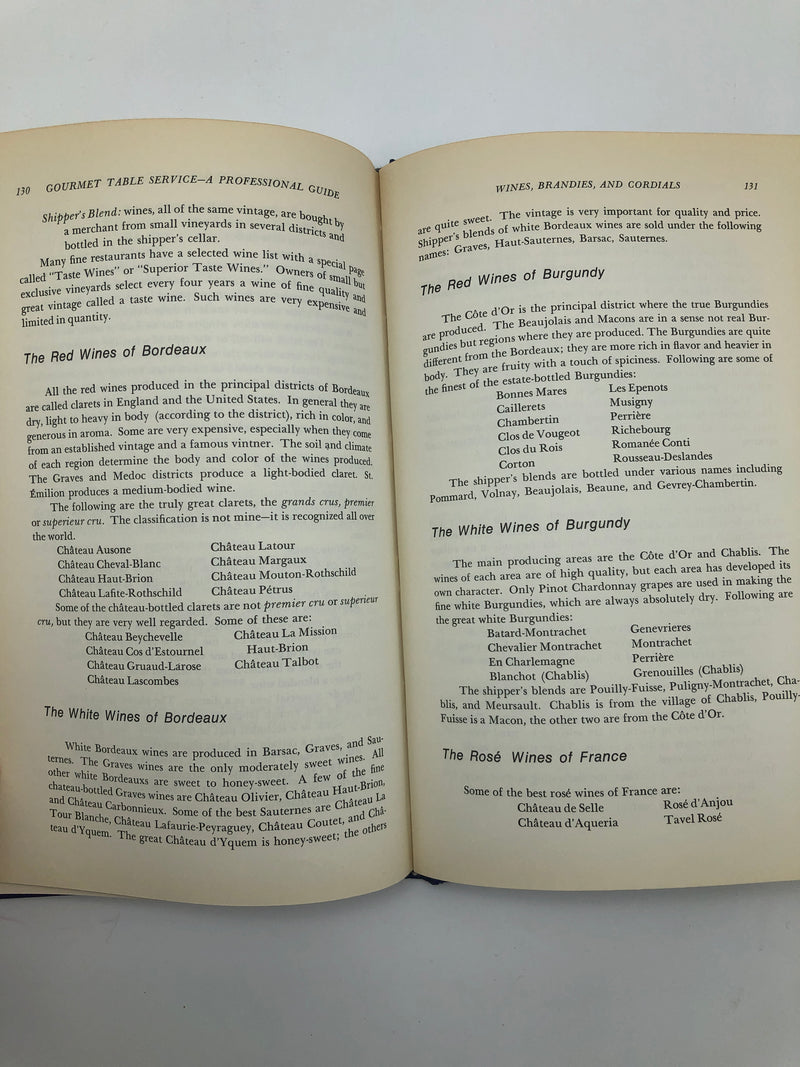 130 GOURMET TABLE SERVICE—A PROFESSIONAL GUIDE
Shipper's Blend: wines, all of the same vintage, are bought by
a merchant from small vineyards in several districts and
bottled in the shipper's cellar.
Many fine restaurants have a selected wine list with a special page
called "Taste Wines" or "Superior Taste Wines." Owners of small but
exclusive vineyards select every four years a wine of fine quality and
great vintage called a taste wine. Such wines are very expensive and
limited in quantity.
The Red Wines of Bordeaux
All the red wines produced in the principal districts of Bordeaux
are called clarets in England and the United States. In general they are
dry, light to heavy in body (according to the district), rich in color, and
generous in aroma. Some are very expensive, especially when they come
from an established vintage and a famous vintner. The soil and climate
of each region determine the body and color of the wines produced.
The Graves and Medoc districts produce a light-bodied claret. St.
Émilion produces a medium-bodied wine.
The following are the truly great clarets, the grands crus, premier
or superieur cru. The classification is not mine—it is recognized all over
the world.
Château Ausone Château Latour
Château Cheval-Blanc Château Margaux
Château Haut-Brion Château Mouton-Rothschild
Château Lafite-Rothschild Château Pétrus
Some of the château-bottled clarets are not premier cru or superieur
cru, but they are very well regarded. Some of these are:
Château Beychevelle Château La Mission
Château Cos d'Estournel Haut-Brion
Château Gruaud-Larose Château Talbot
Château Lascombes
The White Wines of Bordeaux
White Bordeaux wines are produced in Barsac, Graves, and Sau-
ternes. The Graves wines are the only moderately sweet wines. All
other white Bordeauxs are sweet to honey-sweet. A few of the fine
chateau-bottled Graves wines are Château Olivier, Château Haut-Brion,
and Château Carbonnieux. Some of the best Sauternes are Château La
Tour Blanche, Château Lafaurie-Peyraguey, Château Coutet, and Châ-
teau d'Yquem. The great Château d'Yquem is honey-sweet; the others
WINES, BRANDIES, AND CORDIALS 131
are quite sweet. The vintage is very important for quality and price.
Shipper's blends of white Bordeaux wines are sold under the following
names: Graves, Haut-Sauternes, Barsac, Sauternes.
The Red Wines of Burgundy
The Côte d'Or is the principal district where the true Burgundies
are produced. The Beaujolais and Macons are in a sense not real Bur-
gundies but regions where they are produced. The Burgundies are quite
different from the Bordeaux; they are more rich in flavor and heavier in
body. They are fruity with a touch of spiciness. Following are some of
the finest of the estate-bottled Burgundies:
Bonnes Mares Les Epenots
Caillerets Musigny
Chambertin Perrière
Clos de Vougeot Richebourg
Clos du Rois Romanée Conti
Corton Rousseau-Deslandes
The shipper's blends are bottled under various names including
Pommard, Volnay, Beaujolais, Beaune, and Gevrey-Chambertin.
The White Wines of Burgundy
The main producing areas are the Côte d'Or and Chablis. The
wines of each area are of high quality, but each area has developed its
own character. Only Pinot Chardonnay grapes are used in making the
fine white Burgundies, which are always absolutely dry. Following are
the great white Burgundies:
Batard-Montrachet Genevrieres
Chevalier Montrachet Montrachet
En Charlemagne Perrière
Blanchot (Chablis) Grenouilles (Chablis)
The shipper's blends are Pouilly-Fuisse, Puligny-Montrachet, Cha-
blis, and Meursault. Chablis is from the village of Chablis, Pouilly-
Fuisse is a Macon, the other two are from the Côte d'Or.
The Rosé Wines of France
Some of the best rosé wines of France are:
Château de Selle Rosé d'Anjou
Château d'Aqueria Tavel Rosé